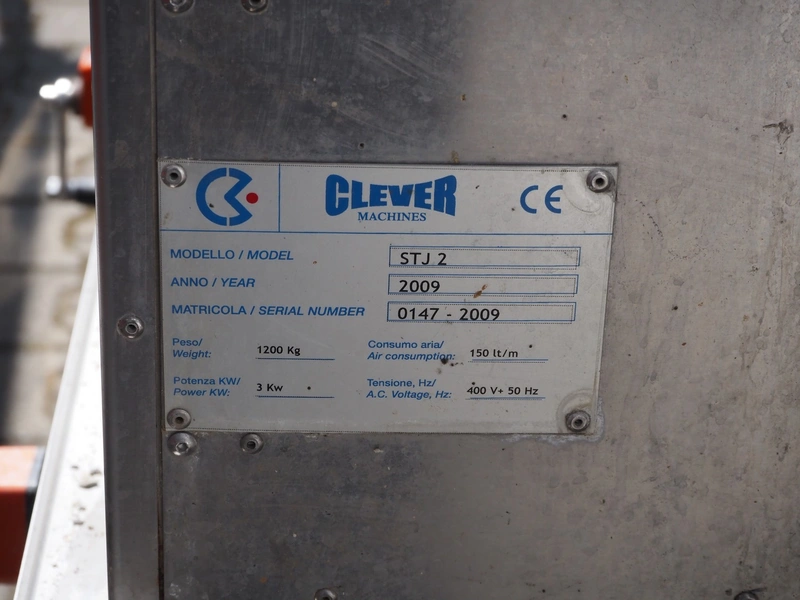 CLEVER
MACHINES
CE
MODELLO / MODEL STJ 2
ANNO / YEAR 2009
MATRICOLA / SERIAL NUMBER 0147 - 2009
Peso/ Weight: 1200 Kg
Consumo aria/ Air consumption: 150 lt/m
Potenza KW/ Power KW: 3 Kw
Tensione, Hz/ A.C. Voltage, Hz: 400 V+ 50 Hz